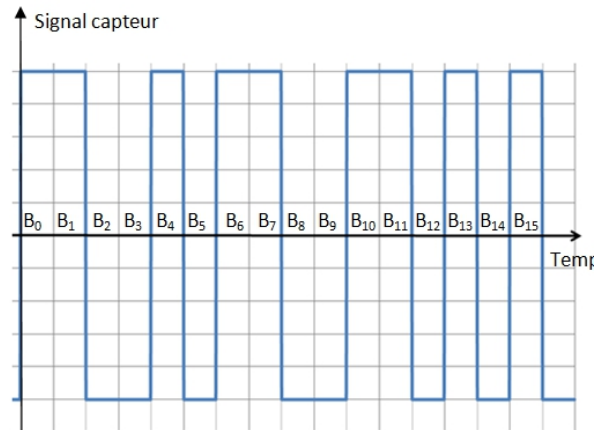 Signal capteur
B₀ B₁ B₂ B₃ B₄ B₅ B₆ B₇ B₈ B₉ B₁₀ B₁₁ B₁₂ B₁₃ B₁₄ B₁₅
Temp